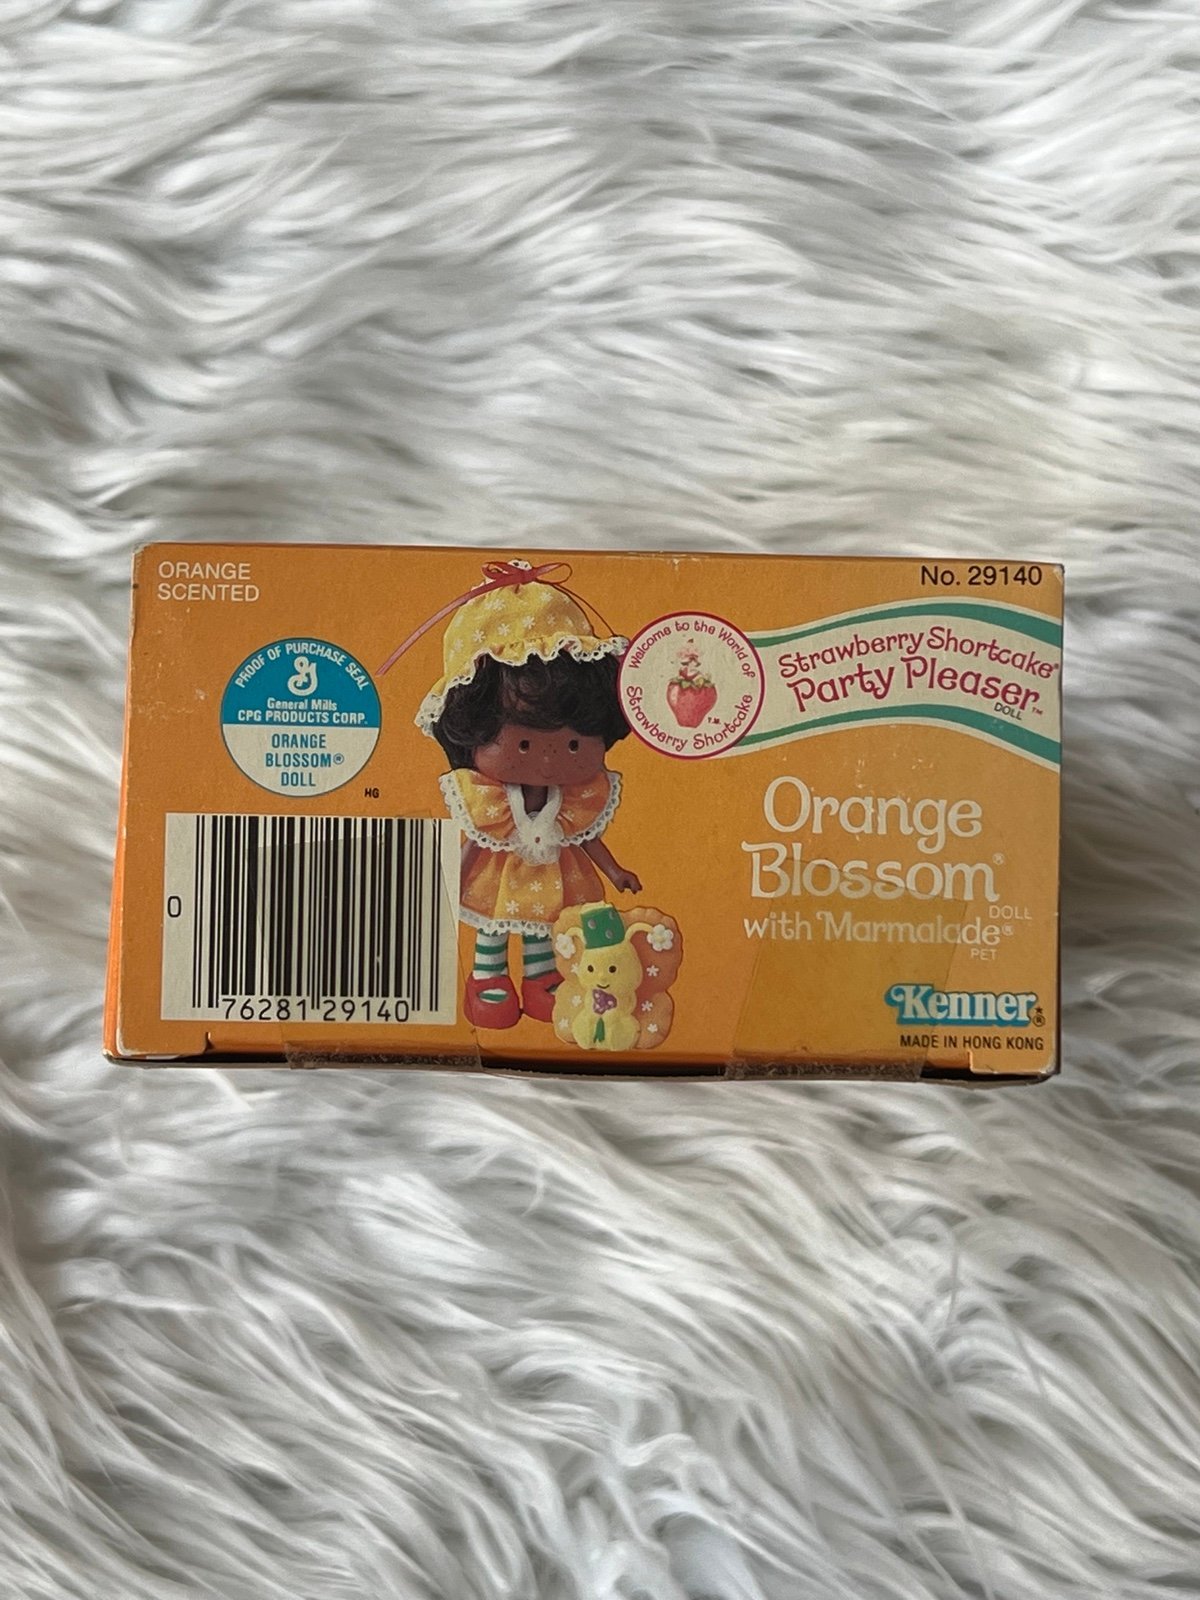 ORANGE
SCENTED
PROOF OF PURCHASE SEAL
G
General Mills
CPG PRODUCTS CORP.
ORANGE
BLOSSOM®
DOLL
HG
0
76281 29140
No. 29140
Welcome to the World of
Strawberry Shortcake
T.M.
Strawberry Shortcake®
Party Pleaser™
DOLL
Orange
Blossom®
DOLL
with Marmalade®
PET
Kenner®
MADE IN HONG KONG